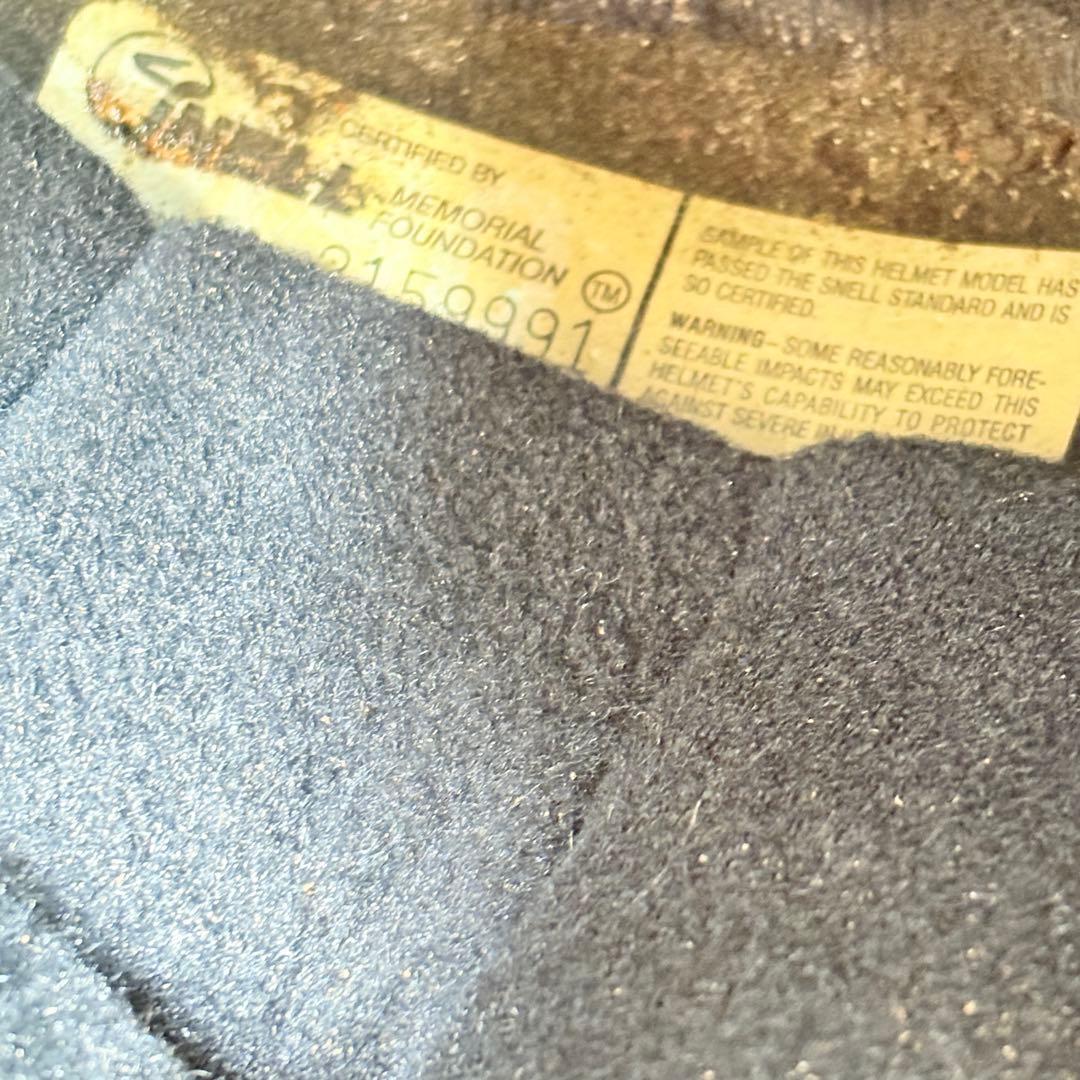 SNELL
CERTIFIED BY
MEMORIAL
FOUNDATION
TM
2159991
SAMPLE OF THIS HELMET MODEL HAS
PASSED THE SNELL STANDARD AND IS
SO CERTIFIED.
WARNING–SOME REASONABLY FORE-
SEEABLE IMPACTS MAY EXCEED THIS
HELMET'S CAPABILITY TO PROTECT
AGAINST SEVERE